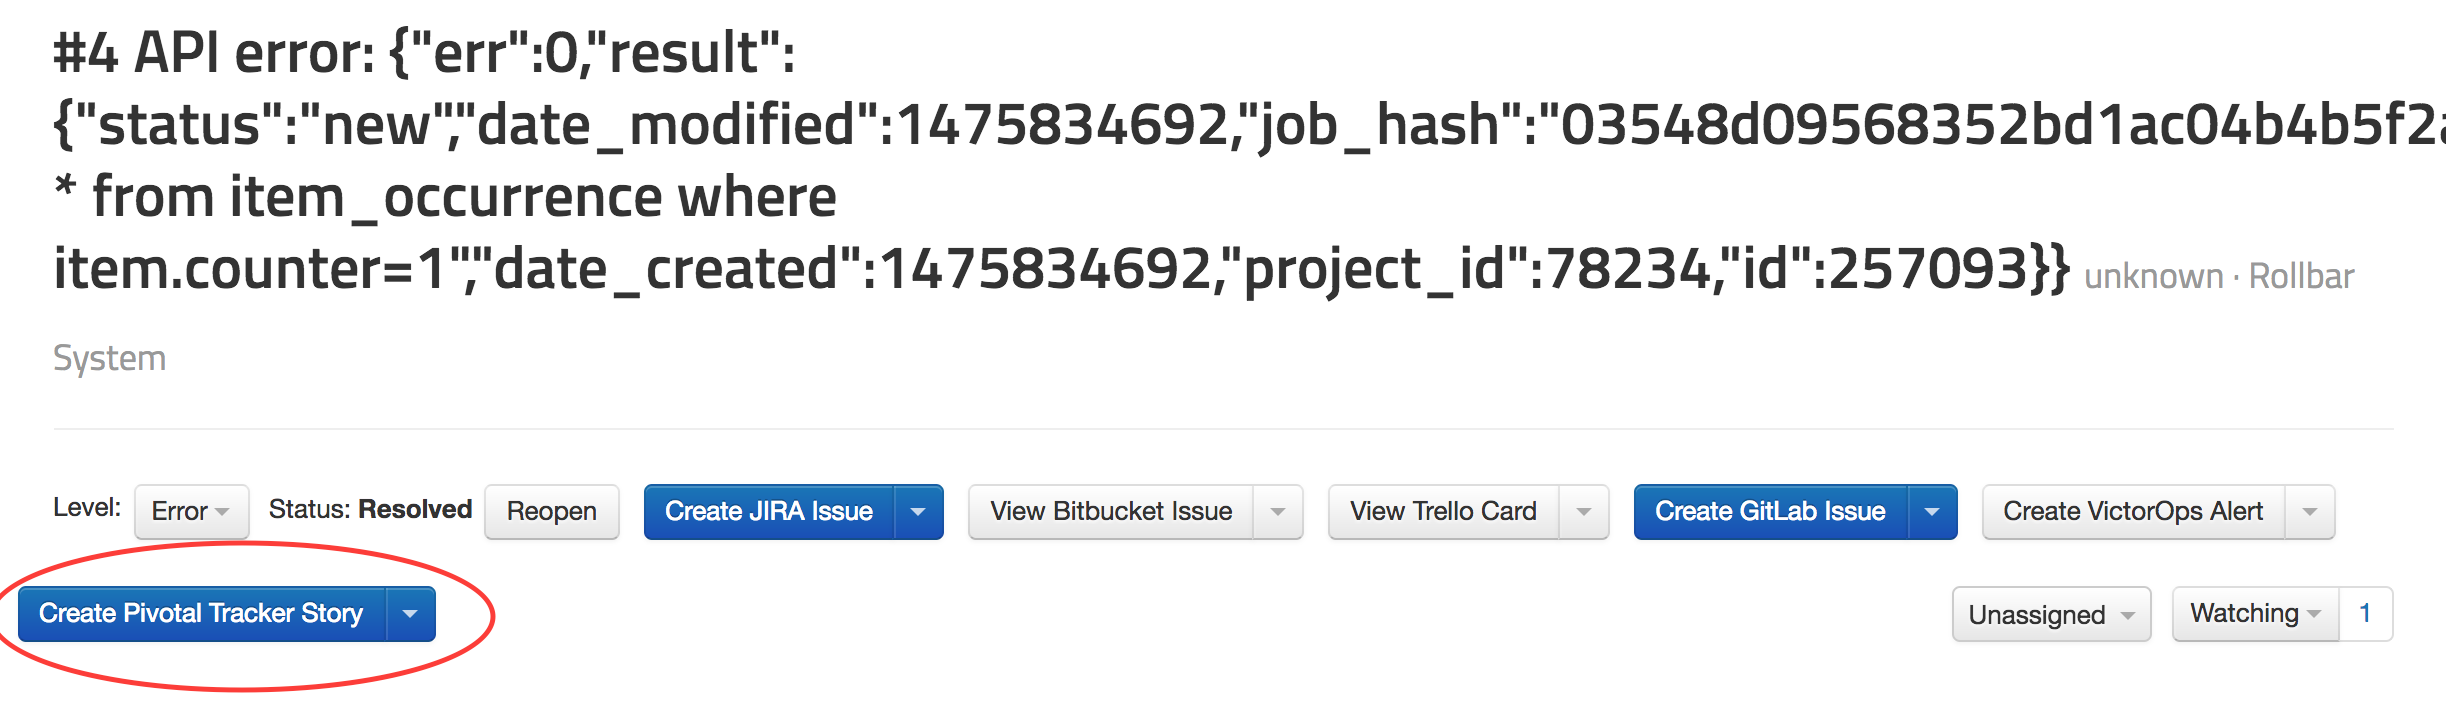 #4 API error: {"err":0,"result":
{"status":"new","date_modified":1475834692,"job_hash":"03548d09568352bd1ac04b4b5f2
* from item_occurrence where
item.counter=1","date_created":1475834692,"project_id":78234,"id":257093}} unknown · Rollbar
System
Level: Error Status: Resolved Reopen Create JIRA Issue View Bitbucket Issue View Trello Card Create GitLab Issue Create VictorOps Alert
Create Pivotal Tracker Story Unassigned Watching 1